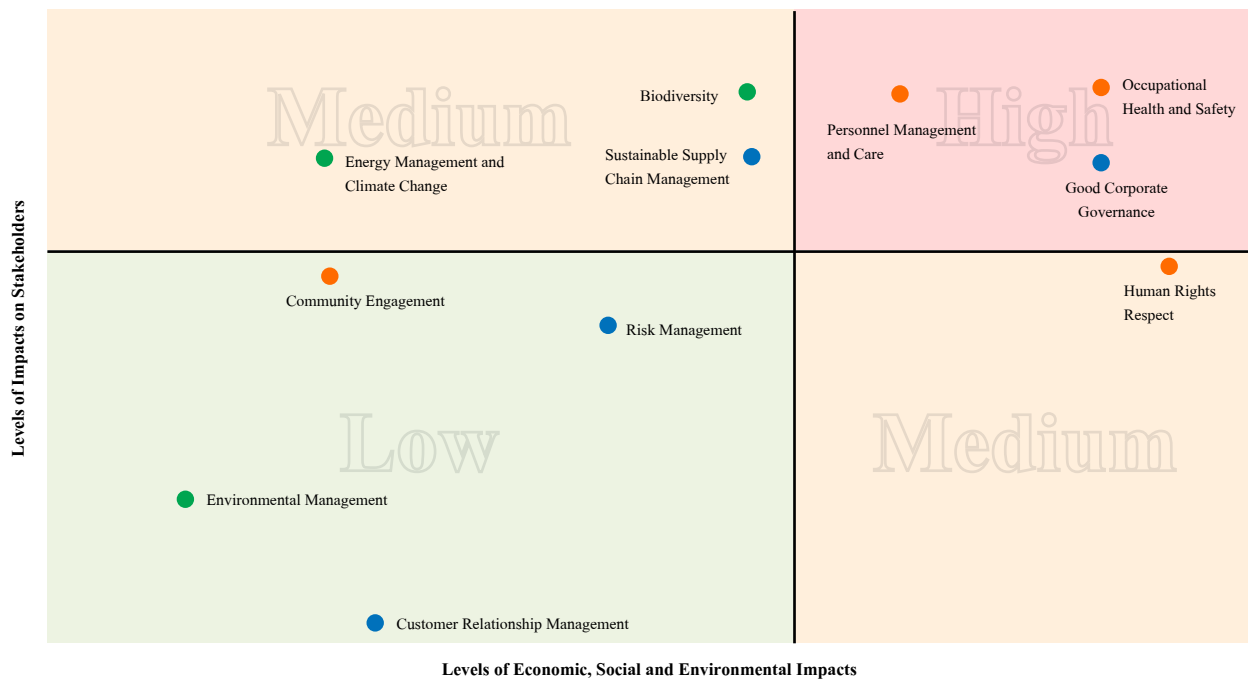 Medium
High
Biodiversity
Occupational
Health and Safety
Personnel Management
and Care
Energy Management and
Climate Change
Sustainable Supply
Chain Management
Good Corporate
Governance
Levels of Impacts on Stakeholders
Community Engagement
Risk Management
Human Rights
Respect
Low
Medium
Environmental Management
Customer Relationship Management
Levels of Economic, Social and Environmental Impacts